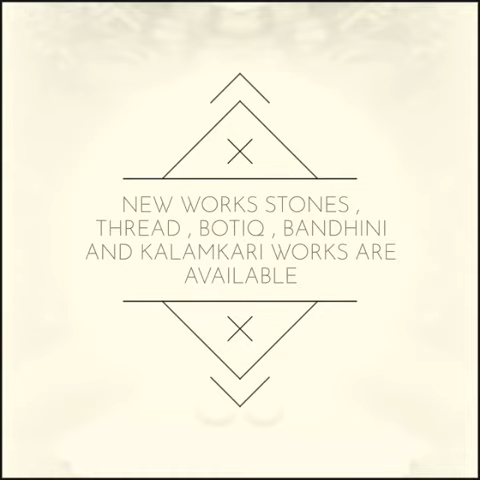 NEW WORKS STONES ,
THREAD , BOTIQ , BANDHINI
AND KALAMKARI WORKS ARE
AVAILABLE